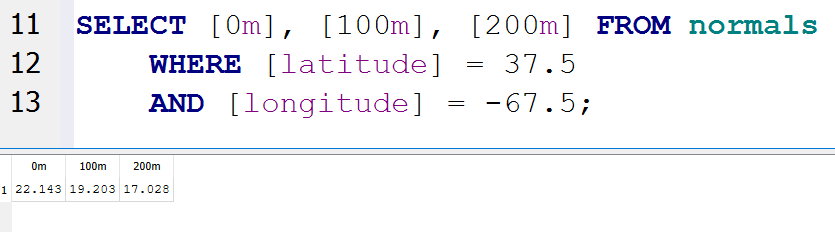 11 SELECT [0m], [100m], [200m] FROM normals
12 WHERE [latitude] = 37.5
13 AND [longitude] = -67.5;
0m 100m 200m
1 22.143 19.203 17.028